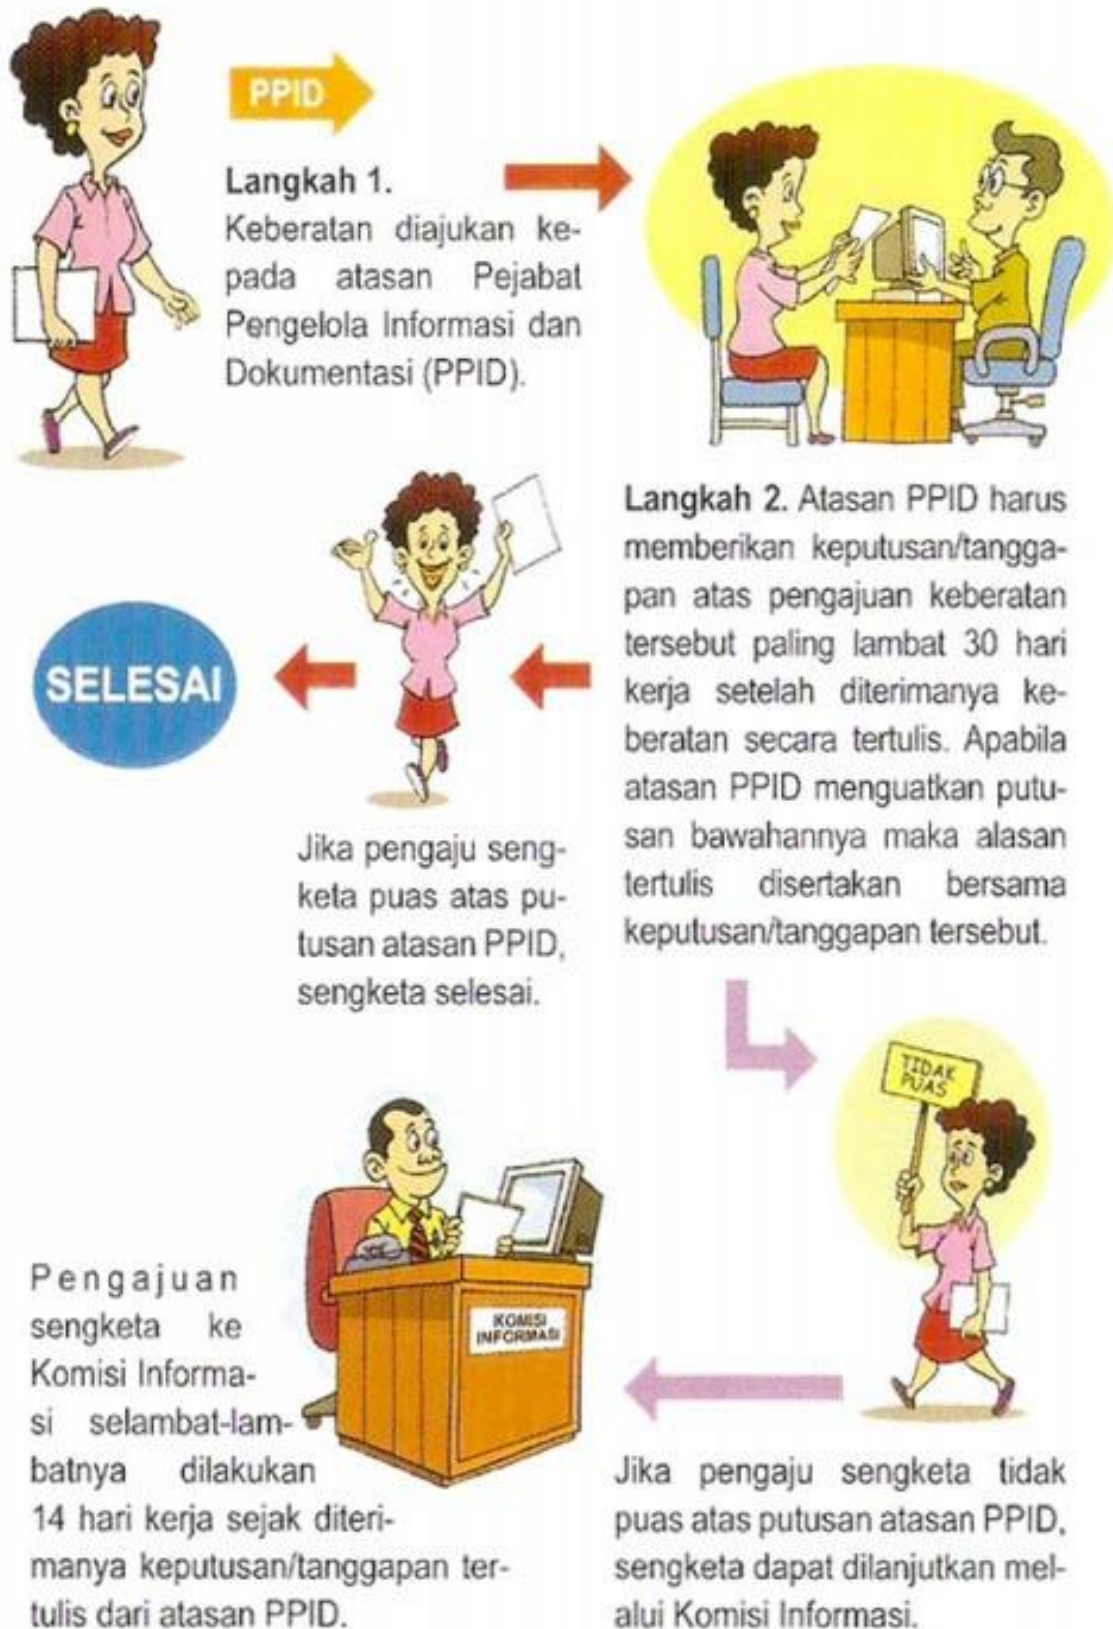 PPID
Langkah 1.
Keberatan diajukan ke-
pada atasan Pejabat
Pengelola Informasi dan
Dokumentasi (PPID).
Langkah 2. Atasan PPID harus
memberikan keputusan/tangga-
pan atas pengajuan keberatan
tersebut paling lambat 30 hari
kerja setelah diterimanya ke-
beratan secara tertulis. Apabila
atasan PPID menguatkan putu-
san bawahannya maka alasan
tertulis disertakan bersama
keputusan/tanggapan tersebut.
SELESAI
Jika pengaju seng-
keta puas atas pu-
tusan atasan PPID,
sengketa selesai.
TIDAK
PUAS
Jika pengaju sengketa tidak
puas atas putusan atasan PPID,
sengketa dapat dilanjutkan mel-
alui Komisi Informasi.
KOMISI
INFORMASI
Pengajuan
sengketa ke
Komisi Informa-
si selambat-lam-
batnya dilakukan
14 hari kerja sejak diteri-
manya keputusan/tanggapan ter-
tulis dari atasan PPID.